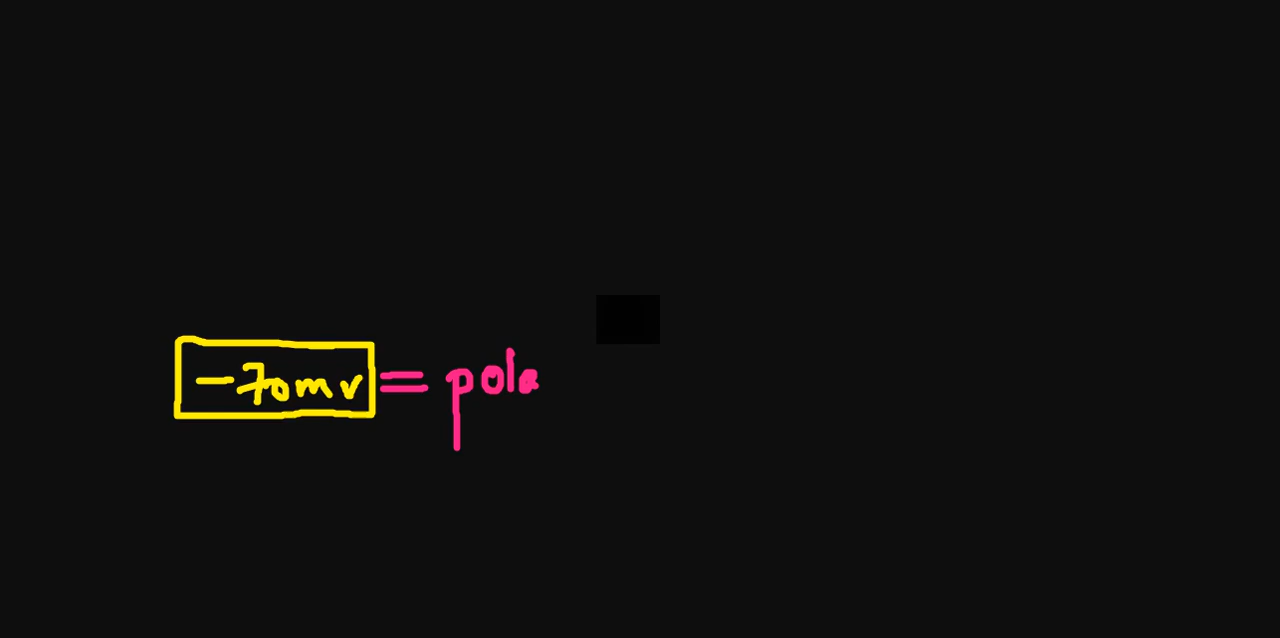 -70mv = pola